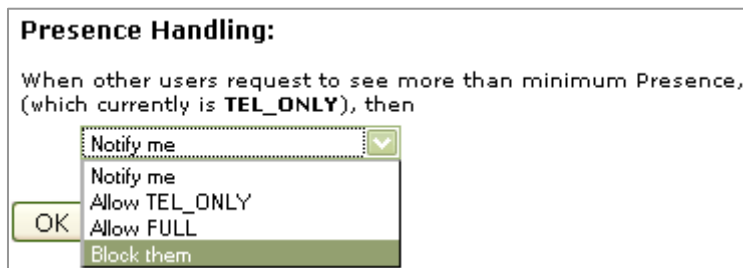 Presence Handling:
When other users request to see more than minimum Presence,
(which currently is TEL_ONLY), then
Notify me
Notify me
Allow TEL_ONLY
Allow FULL
OK
Block them